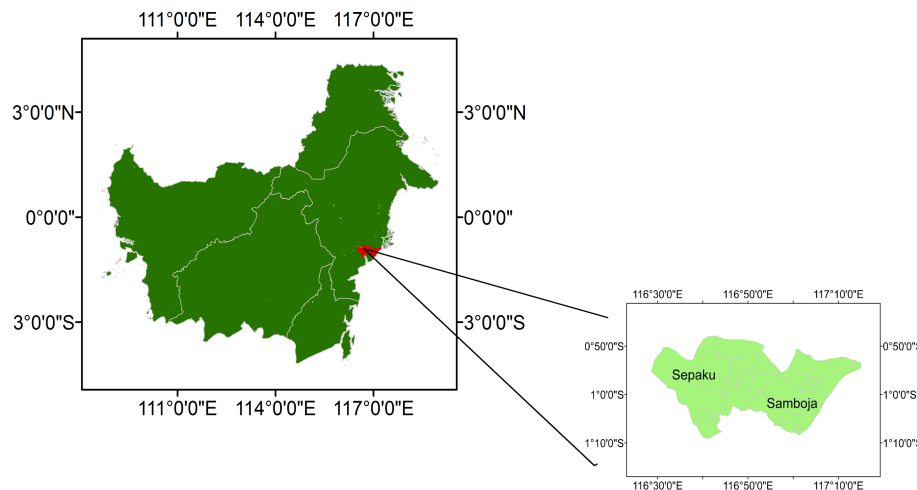 111°0'0"E 114°0'0"E 117°0'0"E
3°0'0"N 3°0'0"N
0°0'0" 0°0'0"
3°0'0"S 3°0'0"S
111°0'0"E 114°0'0"E 117°0'0"E
116°30'0"E 116°50'0"E 117°10'0"E
0°50'0"S 0°50'0"S
Sepaku
1°0'0"S 1°0'0"S
Samboja
1°10'0"S 1°10'0"S
116°30'0"E 116°50'0"E 117°10'0"E